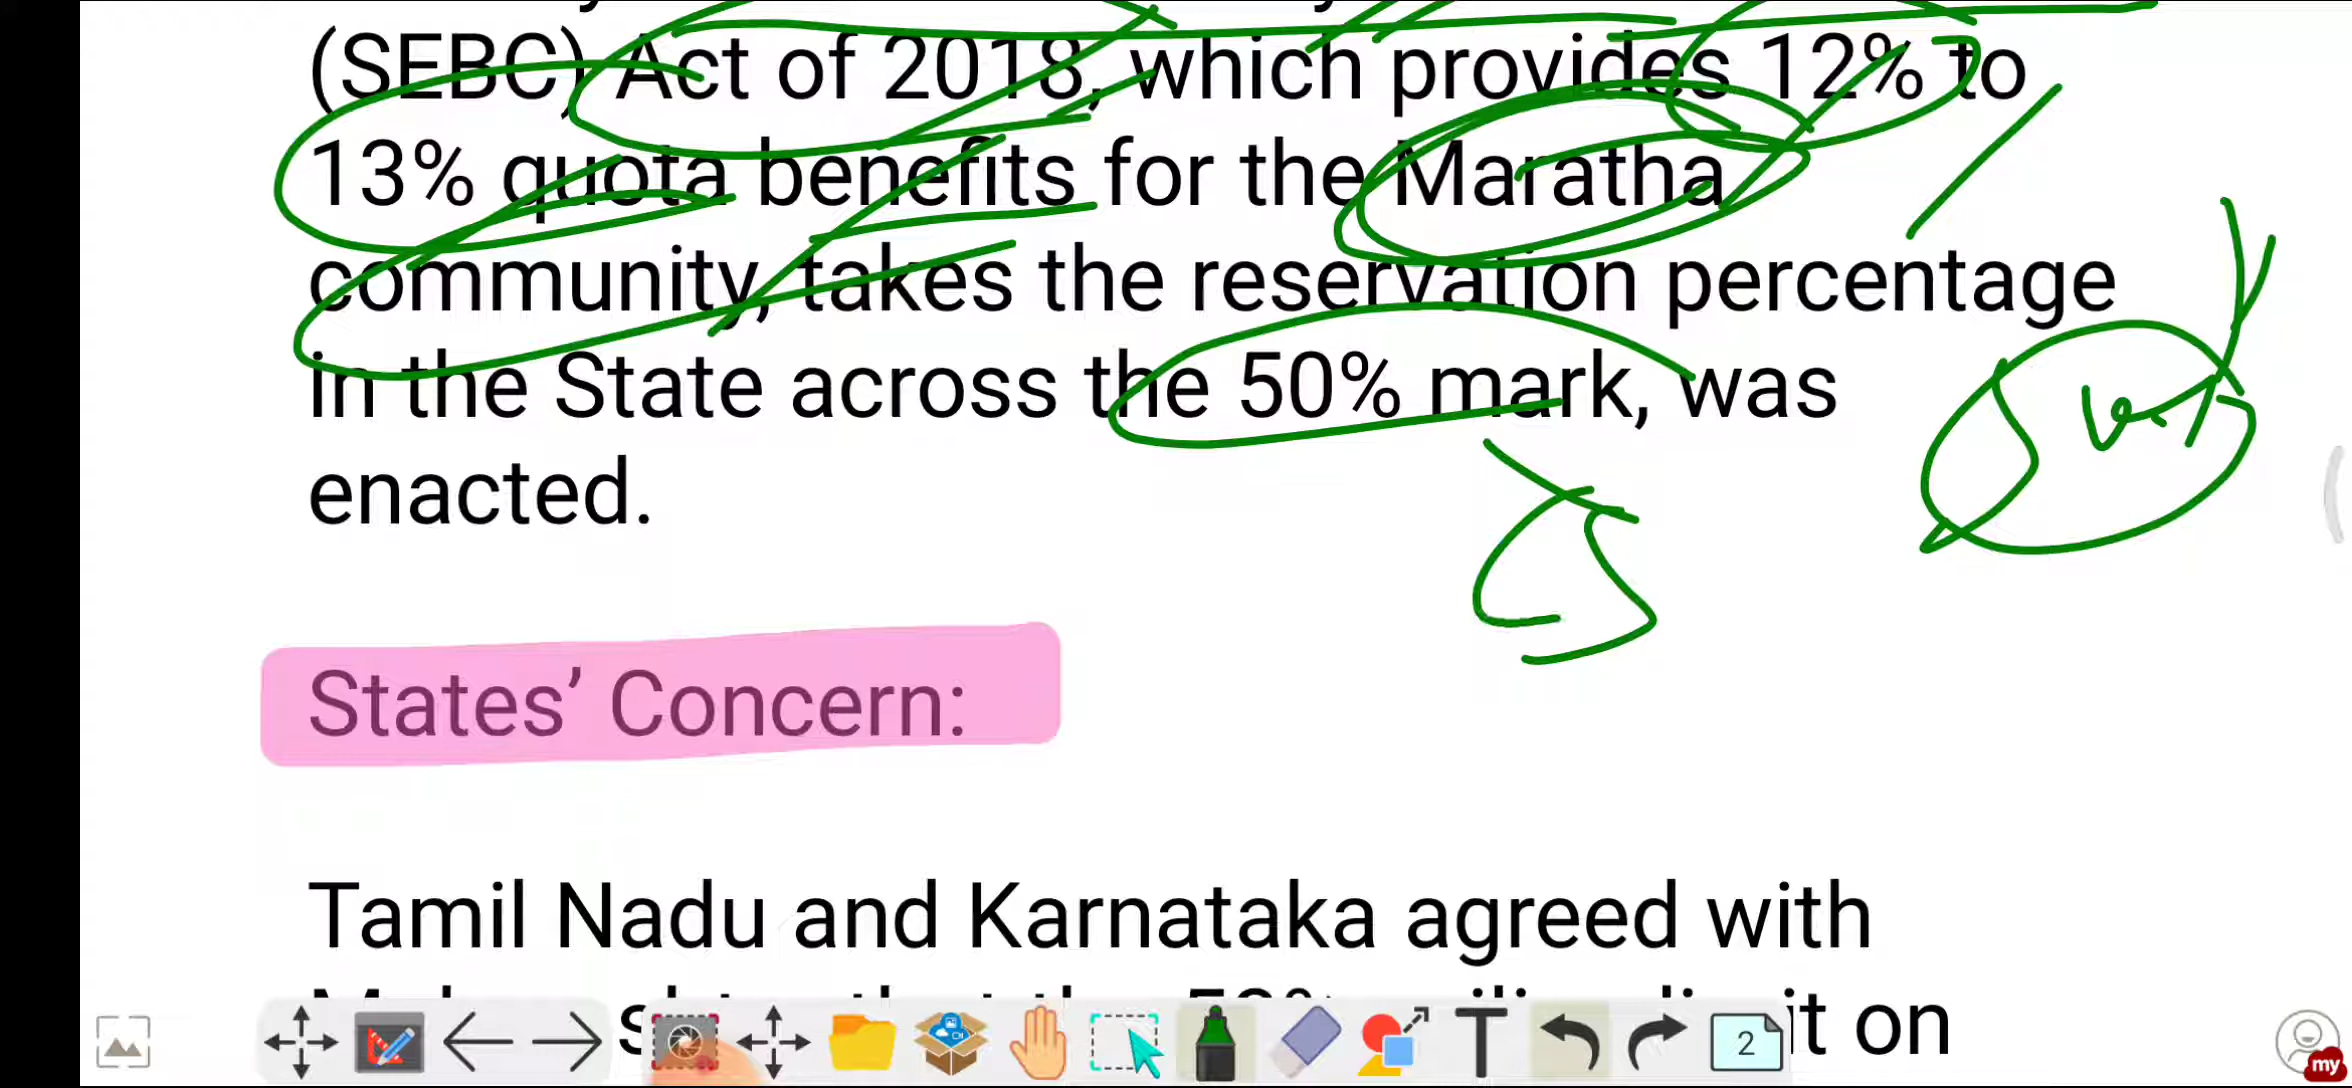 (SEBC) Act of 2018, which provides 12% to
13% quota benefits for the Maratha
community, takes the reservation percentage
in the State across the 50% mark, was
enacted.
States’ Concern:
Tamil Nadu and Karnataka agreed with
it on
2
my